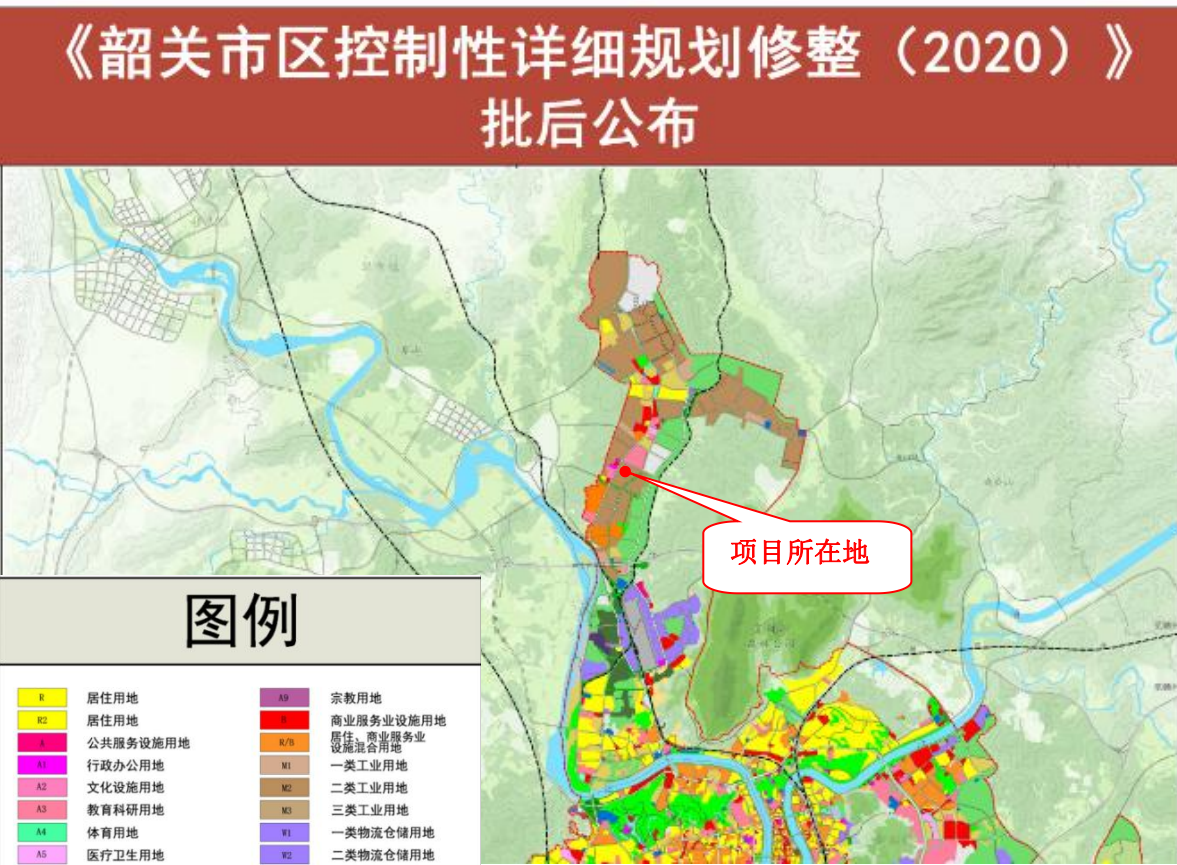 《韶关市区控制性详细规划修整（2020）》
批后公布
项目所在地
图例
R 居住用地
R2 居住用地
A 公共服务设施用地
A1 行政办公用地
A2 文化设施用地
A3 教育科研用地
A4 体育用地
A5 医疗卫生用地
A9 宗教用地
B 商业服务业设施用地
R/B 居住、商业服务业
设施混合用地
M1 一类工业用地
M2 二类工业用地
M3 三类工业用地
W1 一类物流仓储用地
W2 二类物流仓储用地